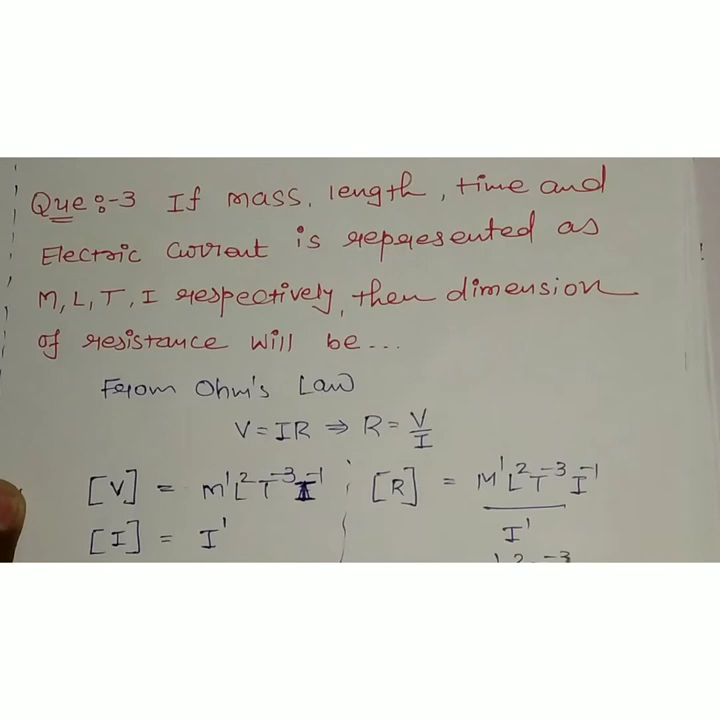 Que:-3 If mass, length, time and
Electric Current is represented as
M, L, T, I respectively, then dimension
of resistance will be...
From Ohm's Law
V = IR ⇒ R = V/I
[V] = M¹L²T⁻³I⁻¹ ; [R] = M¹L²T⁻³I⁻¹ / I¹
[I] = I¹